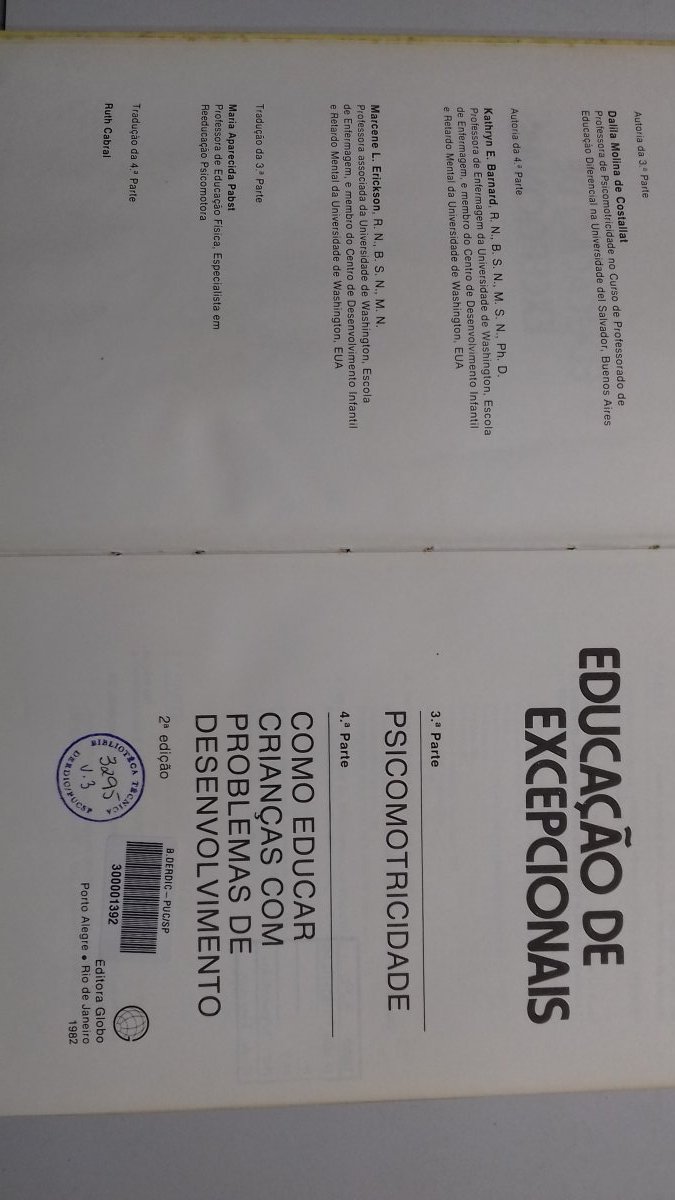 Autoria da 3.ª Parte
Dalila Molina de Costallat
Professora de Psicomotricidade no Curso de Professorado de
Educação Diferencial na Universidade del Salvador, Buenos Aires
Autoria da 4.ª Parte
Kathryn E. Barnard, R. N., B. S. N., M. S. N., Ph. D.
Professora de Enfermagem da Universidade de Washington, Escola
de Enfermagem, e membro do Centro de Desenvolvimento Infantil
e Retardo Mental da Universidade de Washington, EUA
Marcene L. Erickson, R. N., B. S. N., M. N.
Professora associada da Universidade de Washington, Escola
de Enfermagem, e membro do Centro de Desenvolvimento Infantil
e Retardo Mental da Universidade de Washington, EUA
Tradução da 3.ª Parte
Maria Aparecida Pabst
Professora de Educação Física, Especialista em
Reeducação Psicomotora
Tradução da 4.ª Parte
Ruth Cabral
EDUCAÇÃO DE
EXCEPCIONAIS
3.ª Parte
PSICOMOTRICIDADE
4.ª Parte
COMO EDUCAR
CRIANÇAS COM
PROBLEMAS DE
DESENVOLVIMENTO
2ª edição
BIBLIOTECA TÉCNICA
3295
v.3
DERDIC/PUCSP
B.DERDIC - PUC/SP
300001392
Editora Globo
Porto Alegre • Rio de Janeiro
1982